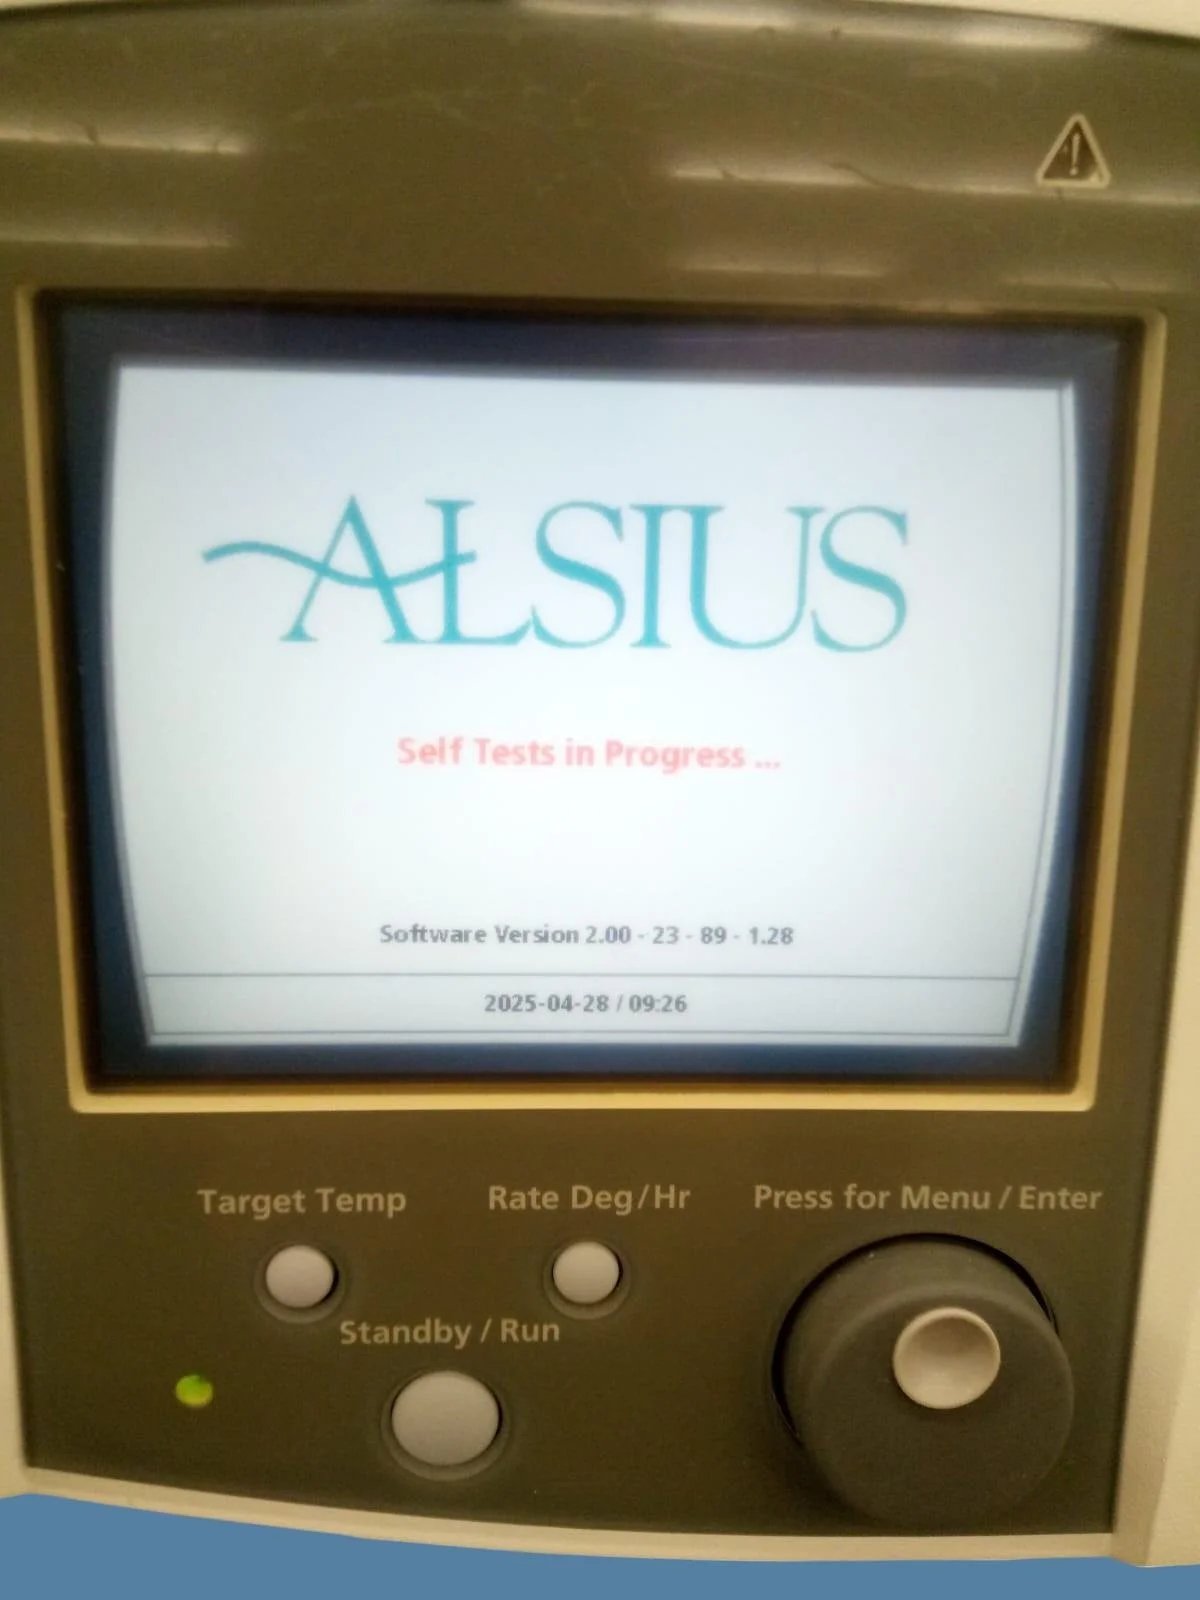 ALSIUS
Self Tests in Progress ...
Software Version 2.00 - 23 - 89 - 1.28
2025-04-28 / 09:26
Target Temp
Rate Deg/Hr
Press for Menu / Enter
Standby / Run